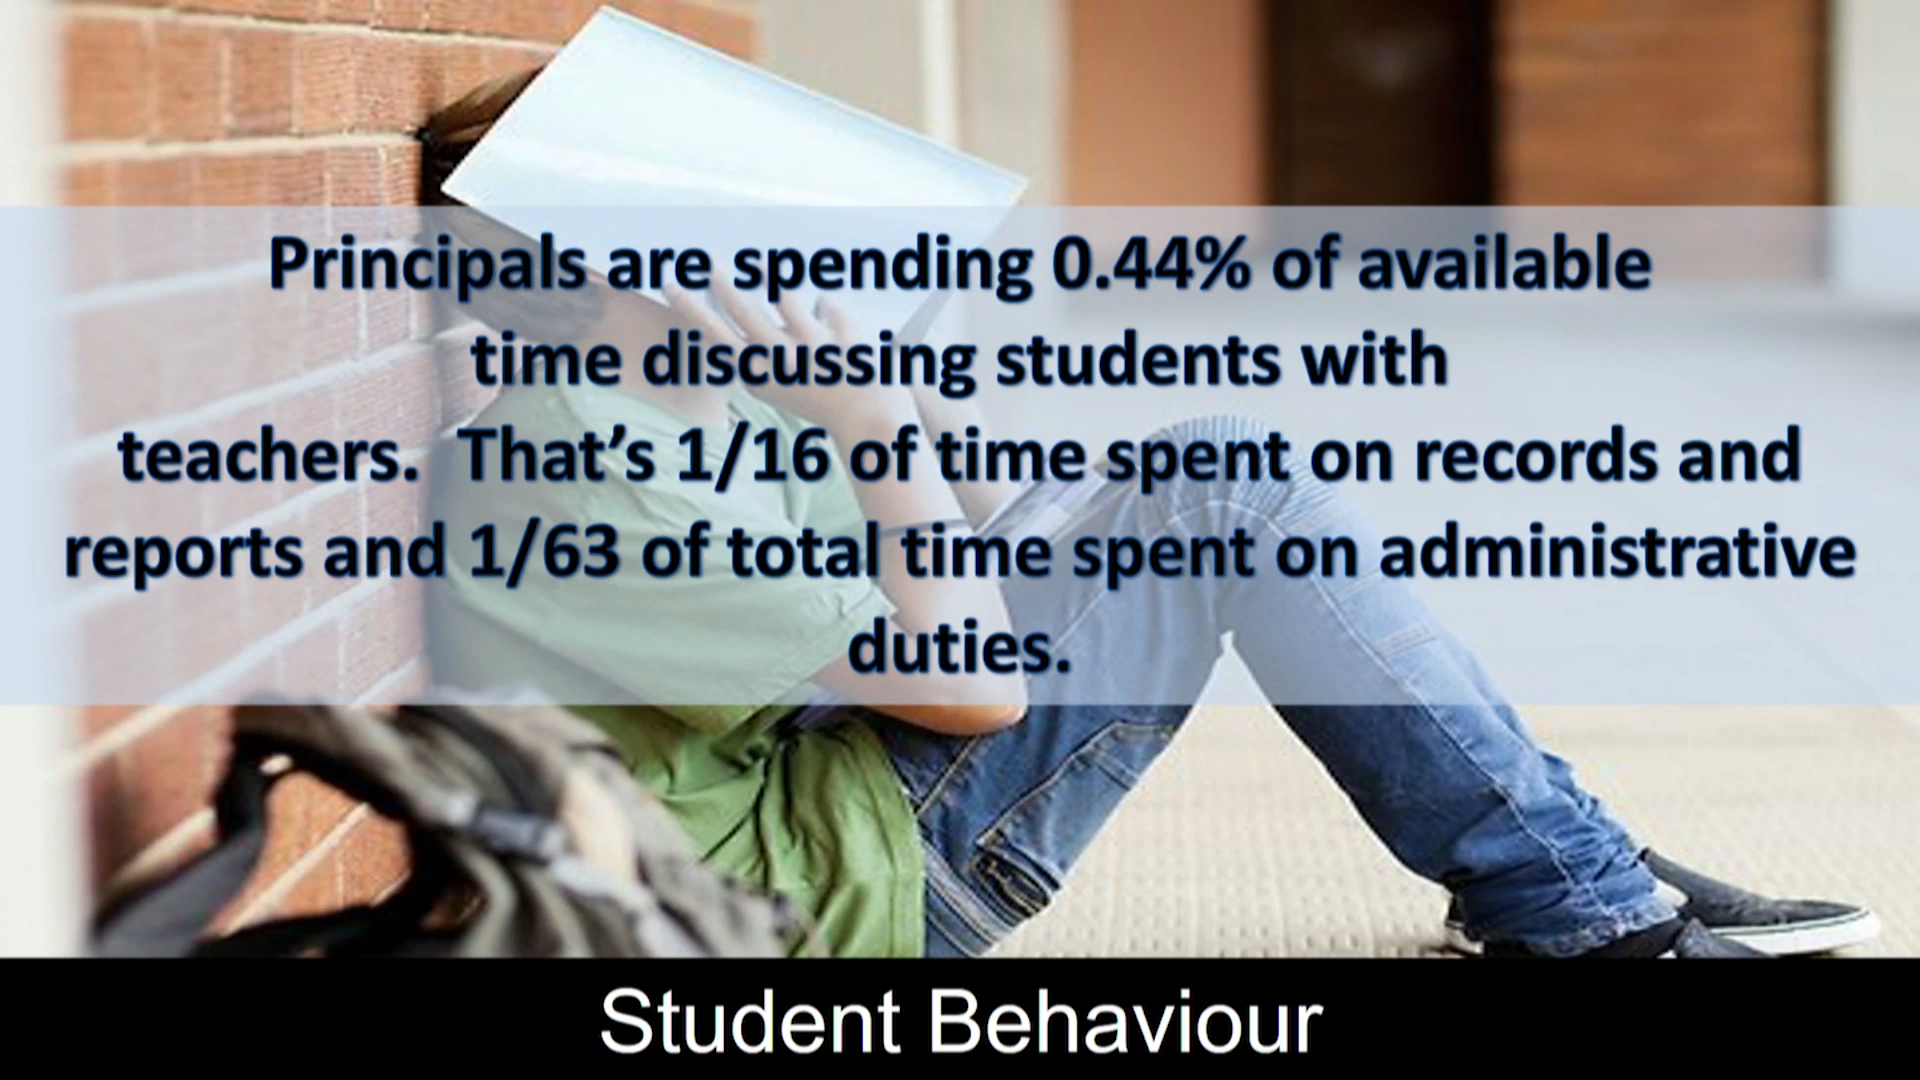 Principals are spending 0.44% of available
time discussing students with
teachers.  That’s 1/16 of time spent on records and
reports and 1/63 of total time spent on administrative
duties.
Student Behaviour